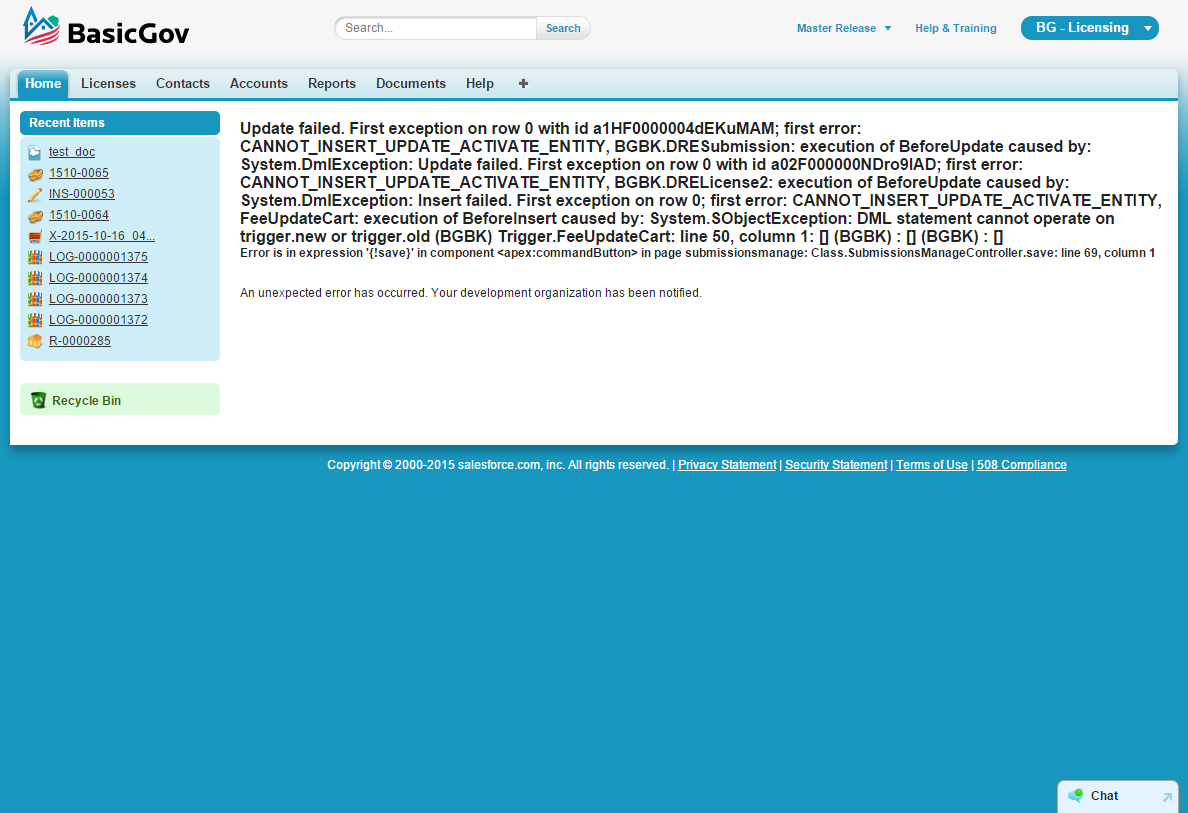 BasicGov
Search...
Search
Master Release
Help & Training
BG - Licensing
Home
Licenses
Contacts
Accounts
Reports
Documents
Help
+
Recent Items
test_doc
1510-0065
INS-000053
1510-0064
X-2015-10-16_04...
LOG-0000001375
LOG-0000001374
LOG-0000001373
LOG-0000001372
R-0000285
Recycle Bin
Update failed. First exception on row 0 with id a1HF0000004dEKuMAM; first error:
CANNOT_INSERT_UPDATE_ACTIVATE_ENTITY, BGBK.DRESubmission: execution of BeforeUpdate caused by:
System.DmlException: Update failed. First exception on row 0 with id a02F000000NDro9IAD; first error:
CANNOT_INSERT_UPDATE_ACTIVATE_ENTITY, BGBK.DRELicense2: execution of BeforeUpdate caused by:
System.DmlException: Insert failed. First exception on row 0; first error: CANNOT_INSERT_UPDATE_ACTIVATE_ENTITY,
FeeUpdateCart: execution of BeforeInsert caused by: System.SObjectException: DML statement cannot operate on
trigger.new or trigger.old (BGBK) Trigger.FeeUpdateCart: line 50, column 1: [] (BGBK) : [] (BGBK) : []
Error is in expression '{!save}' in component <apex:commandButton> in page submissionsmanage: Class.SubmissionsManageController.save: line 69, column 1
An unexpected error has occurred. Your development organization has been notified.
Copyright © 2000-2015 salesforce.com, inc. All rights reserved. | Privacy Statement | Security Statement | Terms of Use | 508 Compliance
Chat